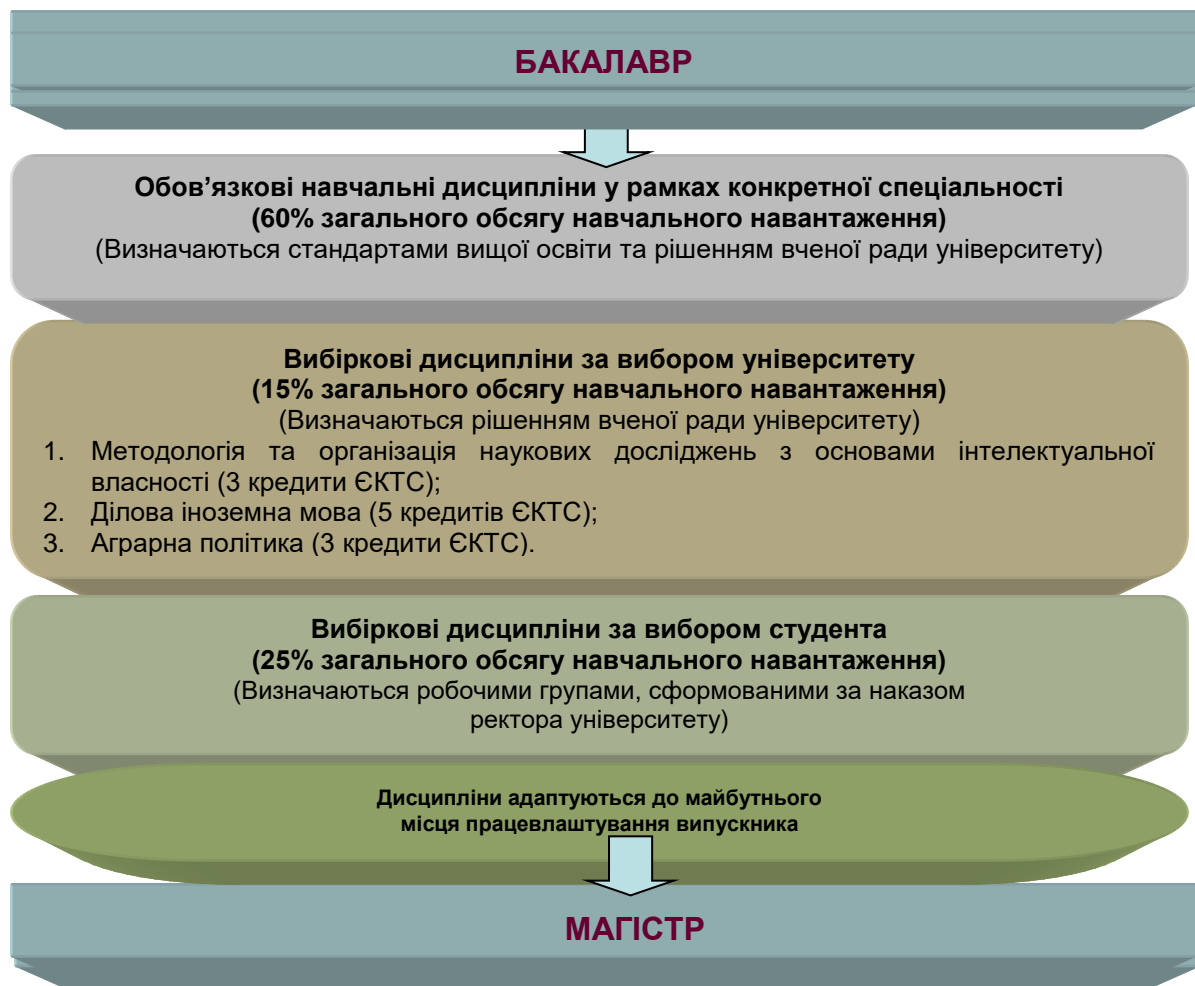 БАКАЛАВР
Обов’язкові навчальні дисципліни у рамках конкретної спеціальності
(60% загального обсягу навчального навантаження)
(Визначаються стандартами вищої освіти та рішенням вченої ради університету)
Вибіркові дисципліни за вибором університету
(15% загального обсягу навчального навантаження)
(Визначаються рішенням вченої ради університету)
1. Методологія та організація наукових досліджень з основами інтелектуальної
власності (3 кредити ЄКТС);
2. Ділова іноземна мова (5 кредитів ЄКТС);
3. Аграрна політика (3 кредити ЄКТС).
Вибіркові дисципліни за вибором студента
(25% загального обсягу навчального навантаження)
(Визначаються робочими групами, сформованими за наказом
ректора університету)
Дисципліни адаптуються до майбутнього
місця працевлаштування випускника
МАГІСТР